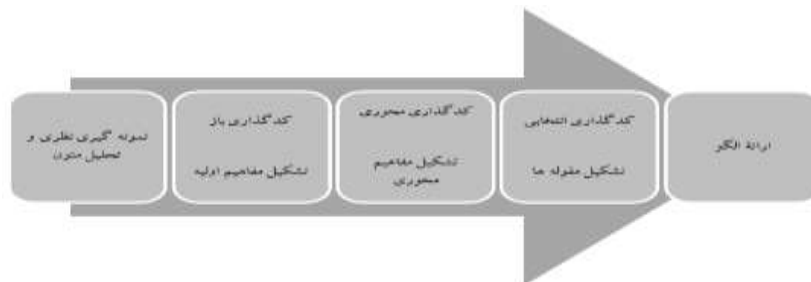 نمونه گیری نظری و
تحلیل متون
کدگذاری باز
تشکیل مفاهیم اولیه
کدگذاری محوری
تشکیل مفاهیم
محوری
کدگذاری انتخابی
تشکیل مقوله ها
ارائة الگو